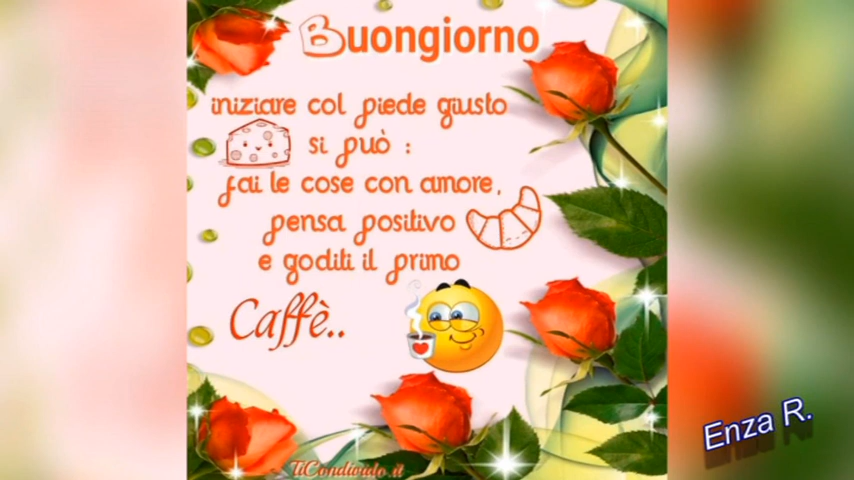 Buongiorno
iniziare col piede giusto
si può :
fai le cose con amore,
pensa positivo
e goditi il primo
Caffè..
TiCondivido.it
Enza R.